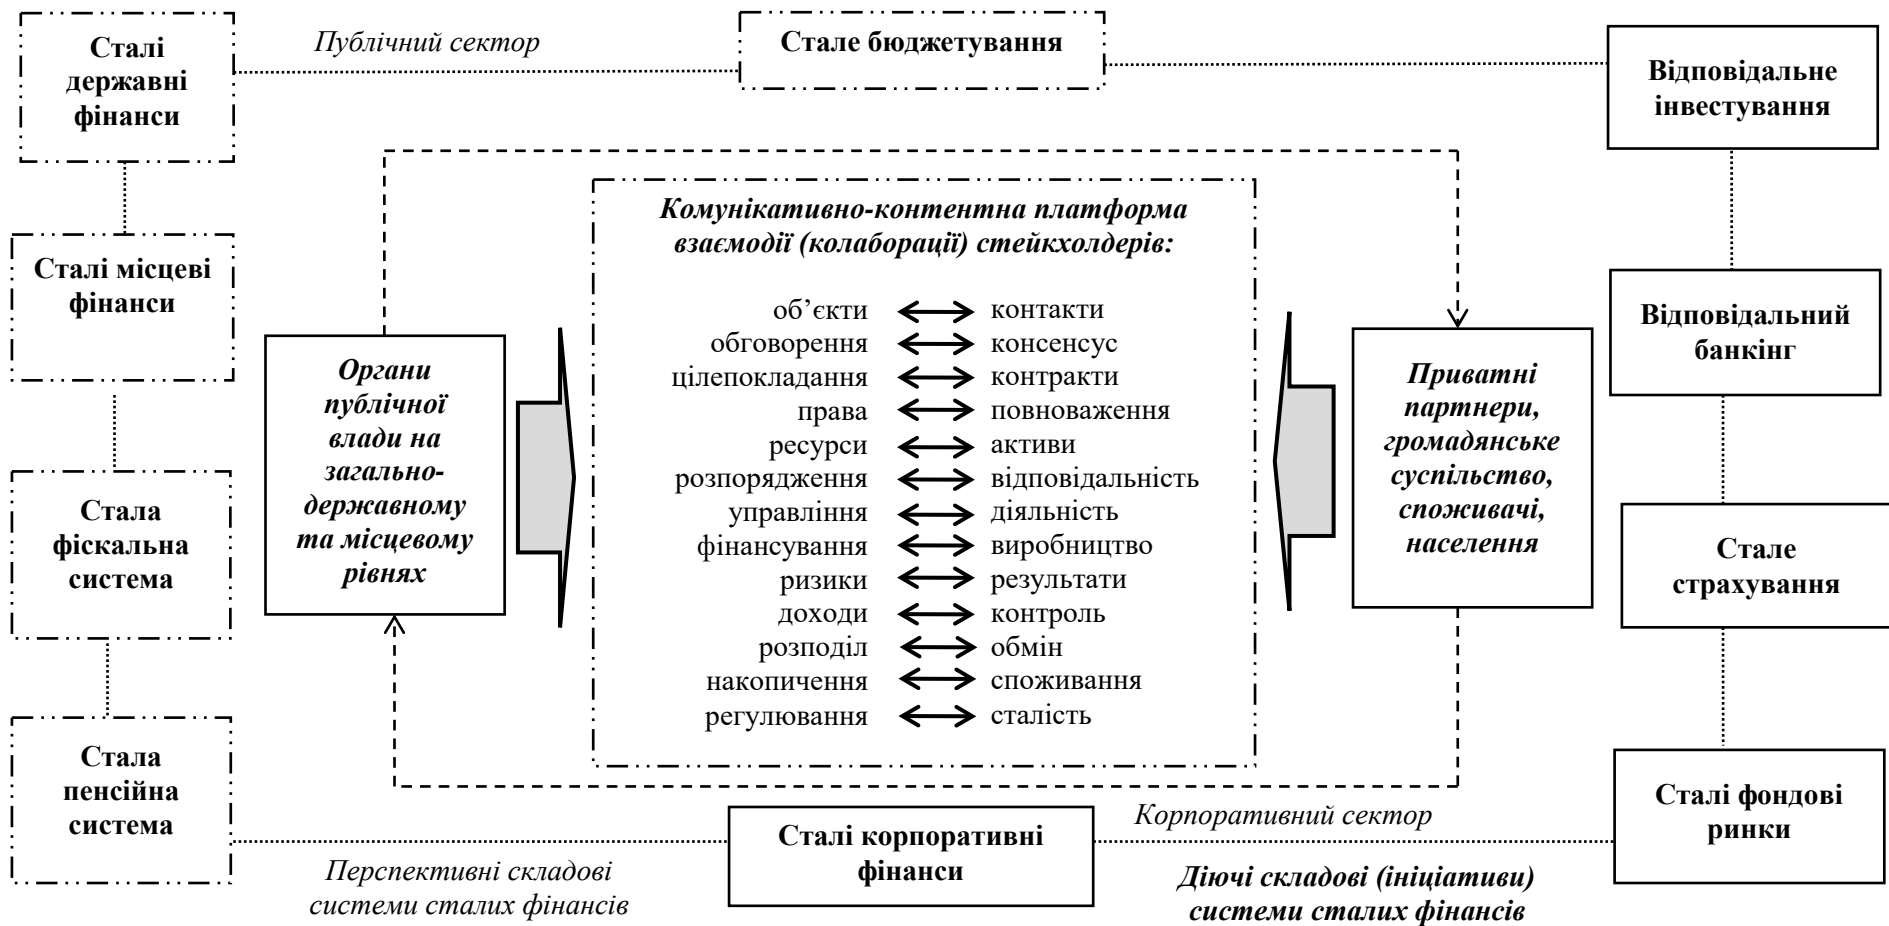 Сталі
державні
фінанси
Публічний сектор
Стале бюджетування
Відповідальне
інвестування
Сталі місцеві
фінанси
Стала
фіскальна
система
Стала
пенсійна
система
Органи
публічної
влади на
загально-
державному
та місцевому
рівнях
Комунікативно-контентна платформа
взаємодії (колаборації) стейкхолдерів:
об’єкти контакти
обговорення консенсус
цілепокладання контракти
права повноваження
ресурси активи
розпорядження відповідальність
управління діяльність
фінансування виробництво
ризики результати
доходи контроль
розподіл обмін
накопичення споживання
регулювання сталість
Приватні
партнери,
громадянське
суспільство,
споживачі,
населення
Відповідальний
банкінг
Стале
страхування
Сталі фондові
ринки
Сталі корпоративні
фінанси
Корпоративний сектор
Перспективні складові
системи сталих фінансів
Діючі складові (ініціативи)
системи сталих фінансів